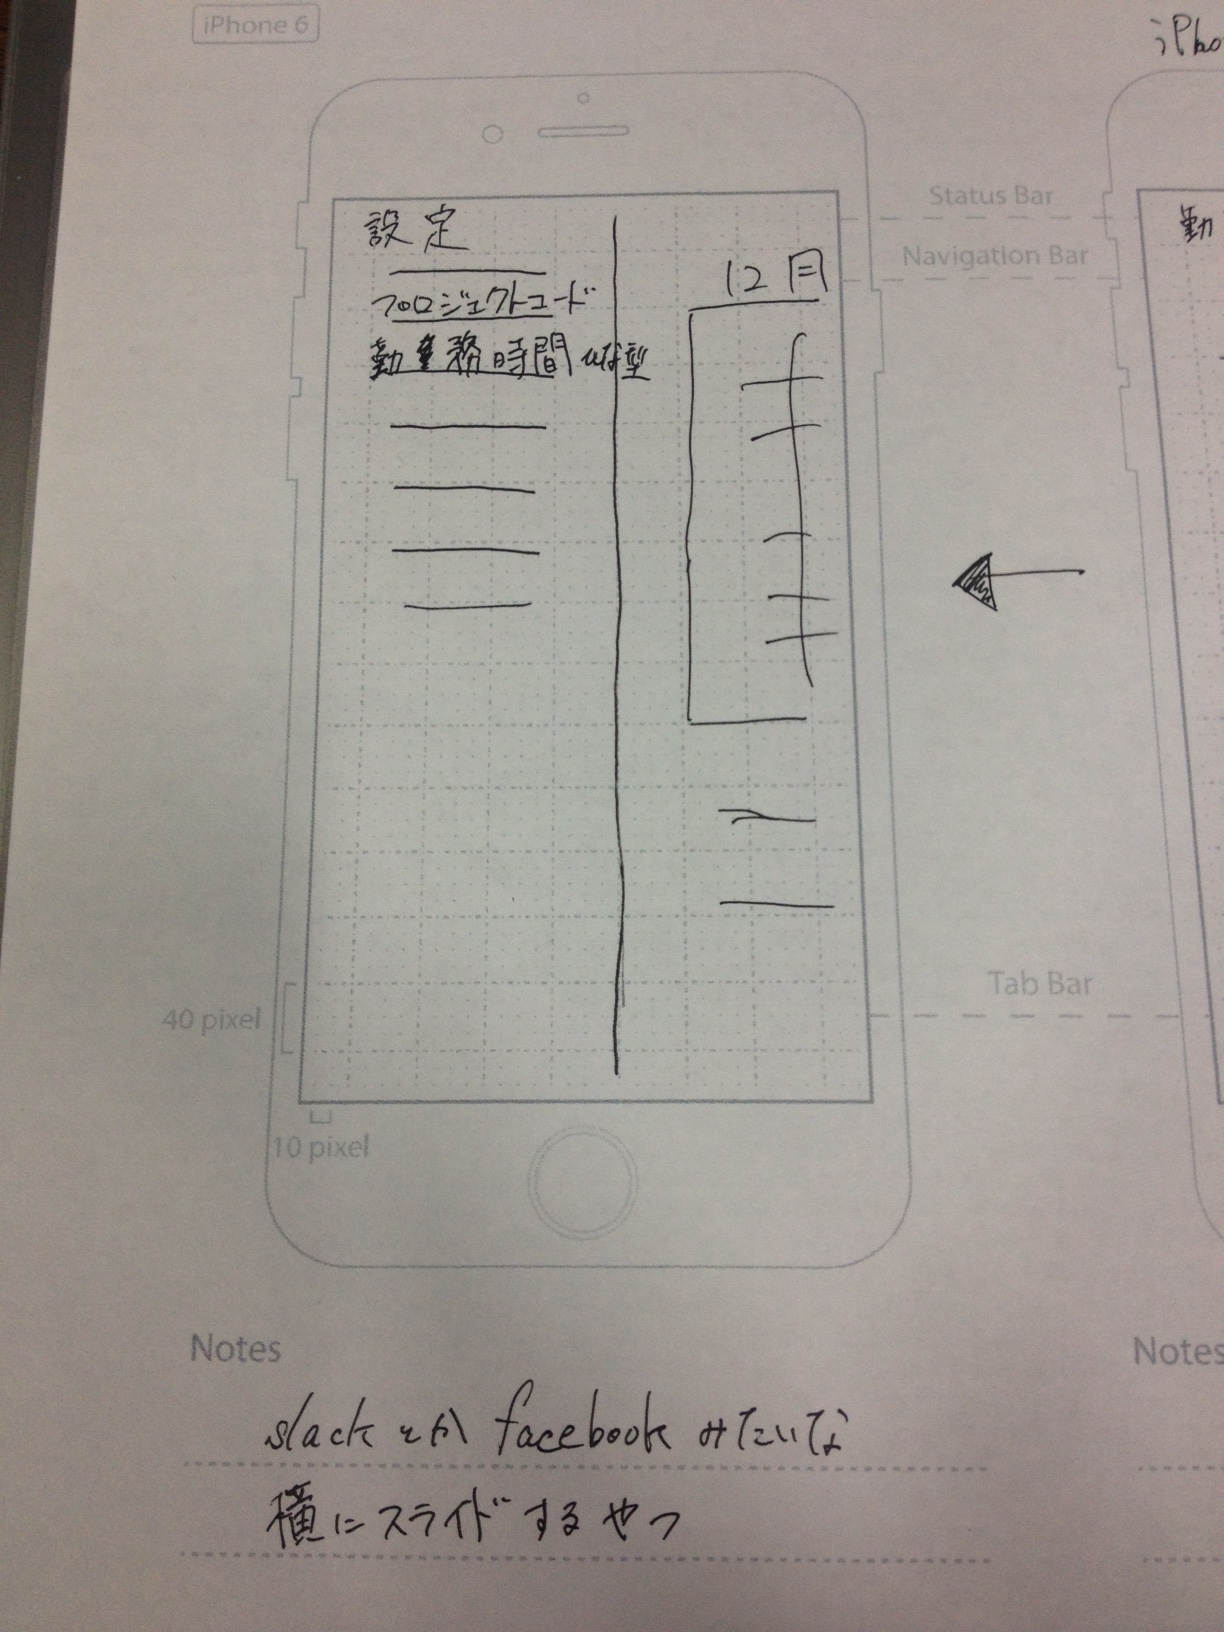 iPhone 6
iPho
Status Bar
Navigation Bar
設定
12月
プロジェクトコード
勤務時間 ひな型
勤
Tab Bar
40 pixel
10 pixel
Notes
Notes
slackとかfacebookみたいな
横にスライドするやつ